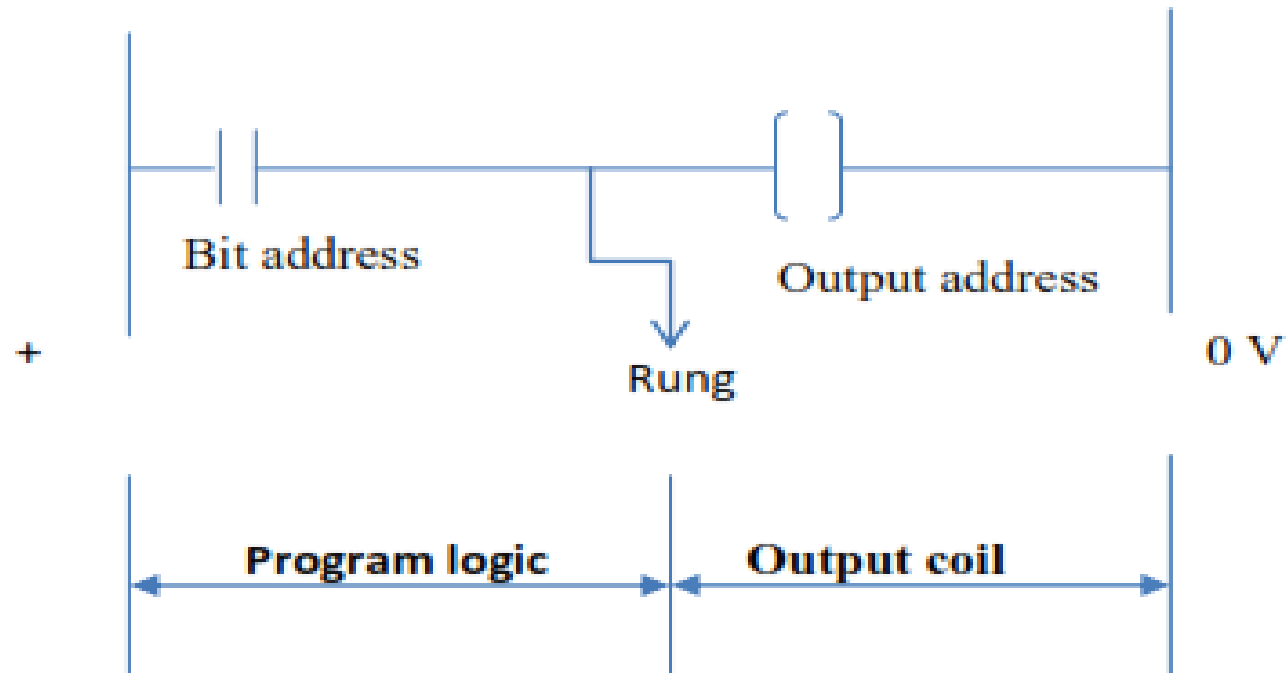 Bit address
Output address
+
0 V
Rung
Program logic
Output coil